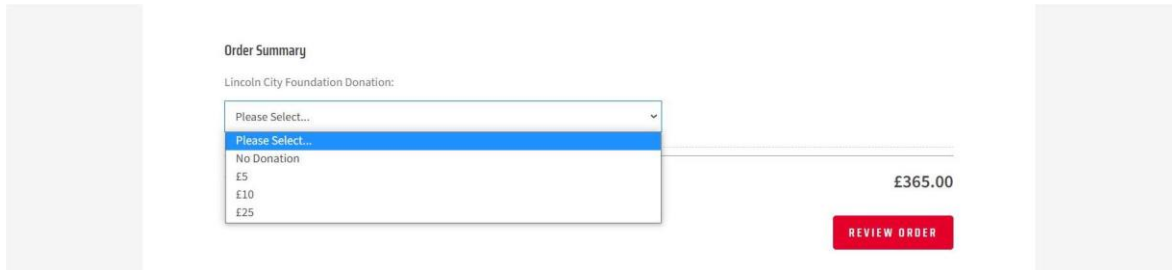 Order Summary
Lincoln City Foundation Donation:
Please Select...
Please Select...
No Donation
£5
£10
£25
£365.00
REVIEW ORDER